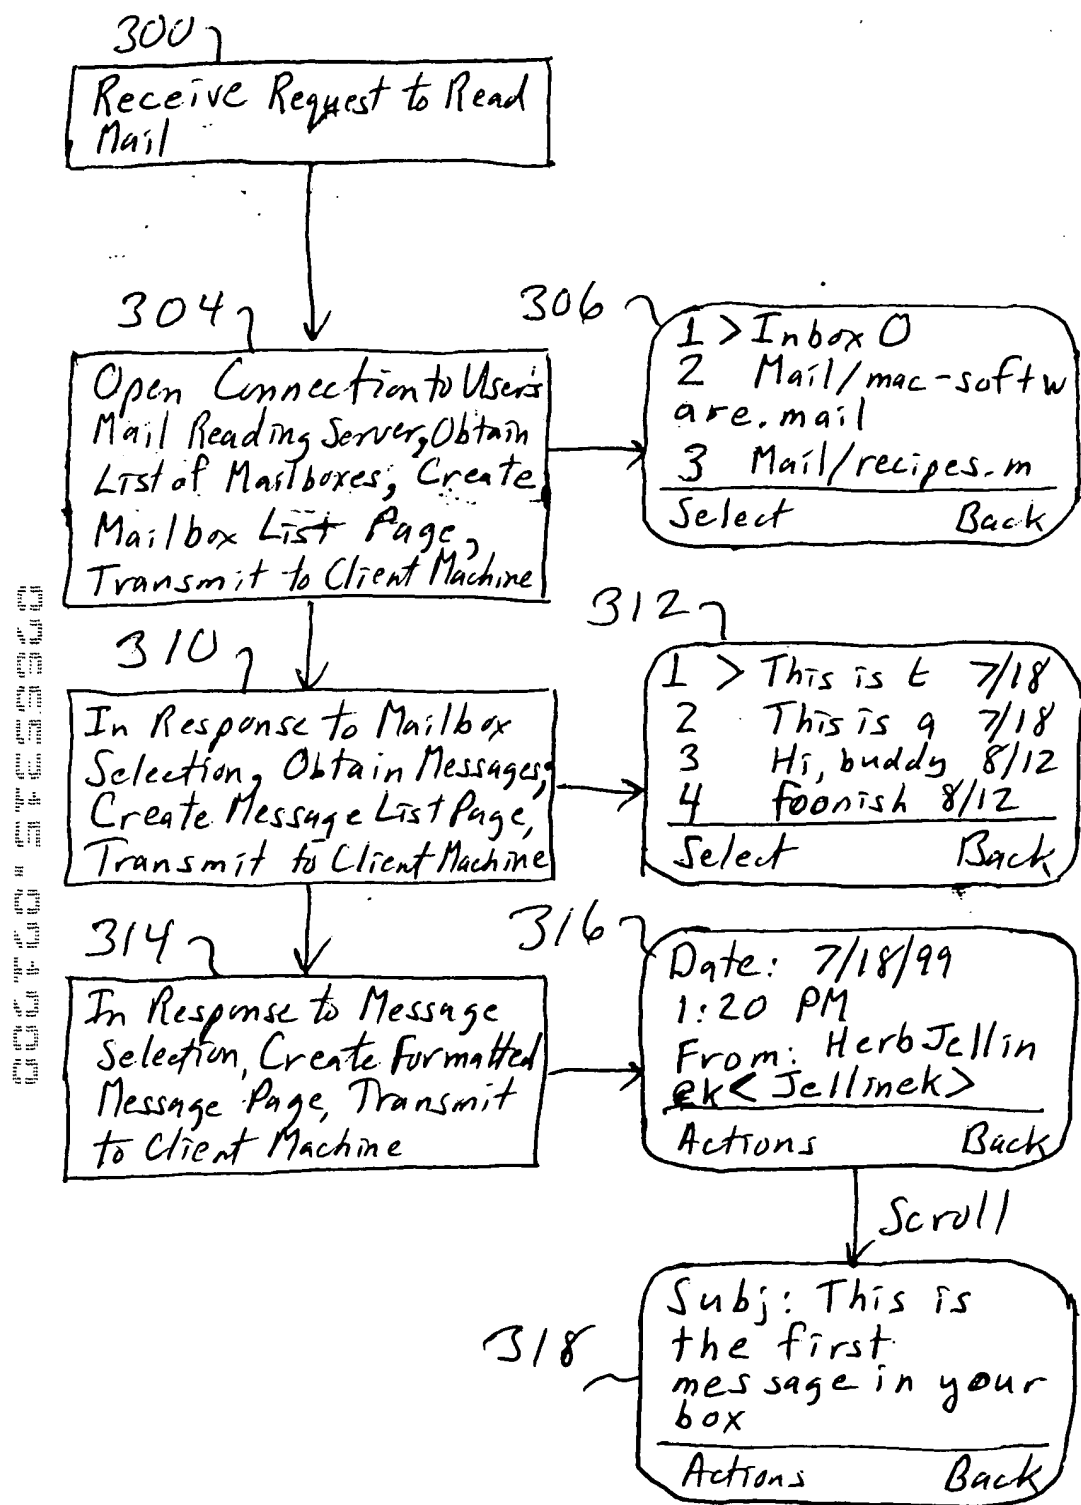 300
Receive Request to Read
Mail
304
Open Connection to User's
Mail Reading Server, Obtain
List of Mailboxes, Create
Mailbox List Page,
Transmit to Client Machine
306
1 > Inbox 0
2 Mail/mac-softw
are.mail
3 Mail/recipes.m
Select Back
310
In Response to Mailbox
Selection, Obtain Messages,
Create Message List Page,
Transmit to Client Machine
312
1 > This is t 7/18
2 This is a 7/18
3 Hi, buddy 8/12
4 foonish 8/12
Select Back
314
In Response to Message
Selection, Create Formatted
Message Page, Transmit
to Client Machine
316
Date: 7/18/99
1:20 PM
From: Herb Jellin
ek < Jellinek >
Actions Back
Scroll
318
Subj: This is
the first
message in your
box
Actions Back